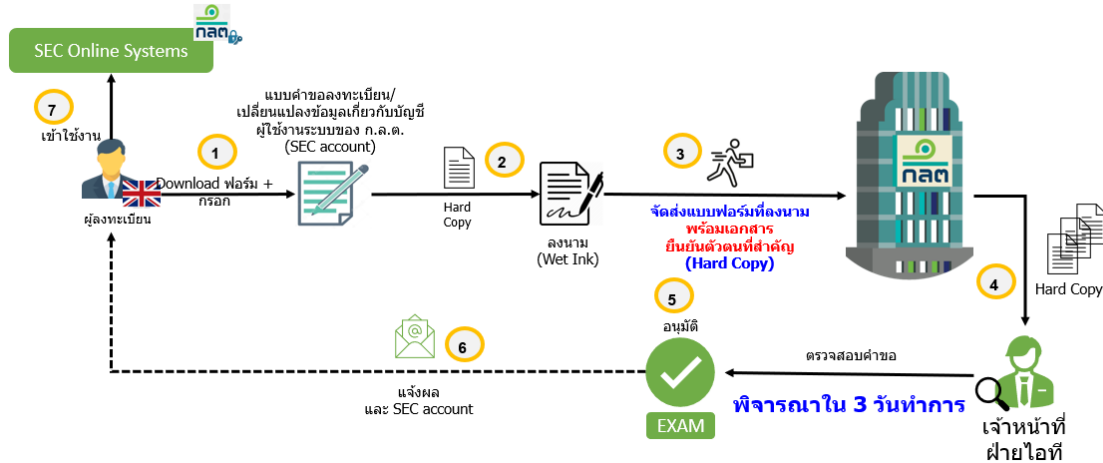 กลต
SEC Online Systems
7
เข้าใช้งาน
ผู้ลงทะเบียน
1
Download ฟอร์ม +
กรอก
แบบคำขอลงทะเบียน/
เปลี่ยนแปลงข้อมูลเกี่ยวกับบัญชี
ผู้ใช้งานระบบของ ก.ล.ต.
(SEC account)
Hard
Copy
2
ลงนาม
(Wet Ink)
3
จัดส่งแบบฟอร์มที่ลงนาม
พร้อมเอกสาร
ยืนยันตัวตนที่สำคัญ
(Hard Copy)
กลต
4
Hard Copy
เจ้าหน้าที่
ฝ่ายไอที
ตรวจสอบคำขอ
พิจารณาใน 3 วันทำการ
5
อนุมัติ
EXAM
6
แจ้งผล
และ SEC account